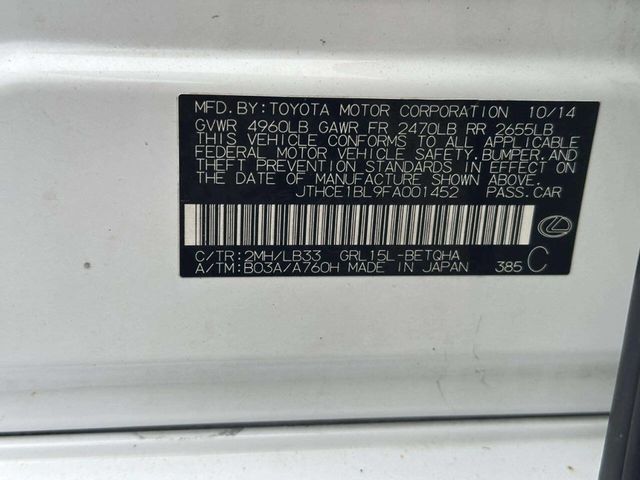 MFD. BY: TOYOTA MOTOR CORPORATION 10/14
GVWR 4960LB GAWR FR 2470LB RR 2655LB
THIS VEHICLE CONFORMS TO ALL APPLICABLE
FEDERAL MOTOR VEHICLE SAFETY, BUMPER, AND
THEFT PREVENTION STANDARDS IN EFFECT ON
THE DATE OF MANUFACTURE SHOWN ABOVE.
JTHCE1BL9FA001452 PASS. CAR
C/TR: 2MH/LB33 GRL15L-BETQHA
A/TM: B03A/A760H MADE IN JAPAN 385 C